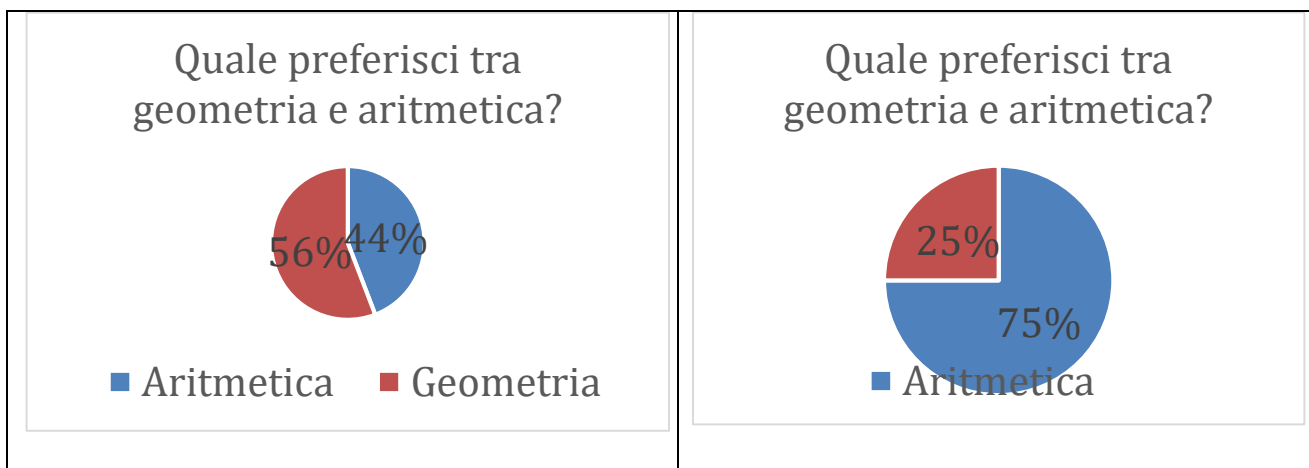 Quale preferisci tra
geometria e aritmetica?
56%
44%
Aritmetica
Geometria
Quale preferisci tra
geometria e aritmetica?
25%
75%
Aritmetica